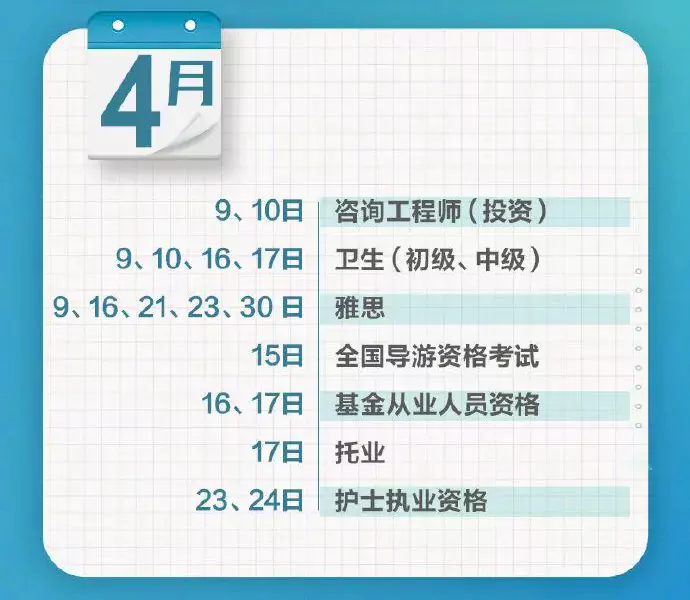 4月
9、10日 咨询工程师（投资）
9、10、16、17日 卫生（初级、中级）
9、16、21、23、30 日 雅思
15日 全国导游资格考试
16、17日 基金从业人员资格
17日 托业
23、24日 护士执业资格